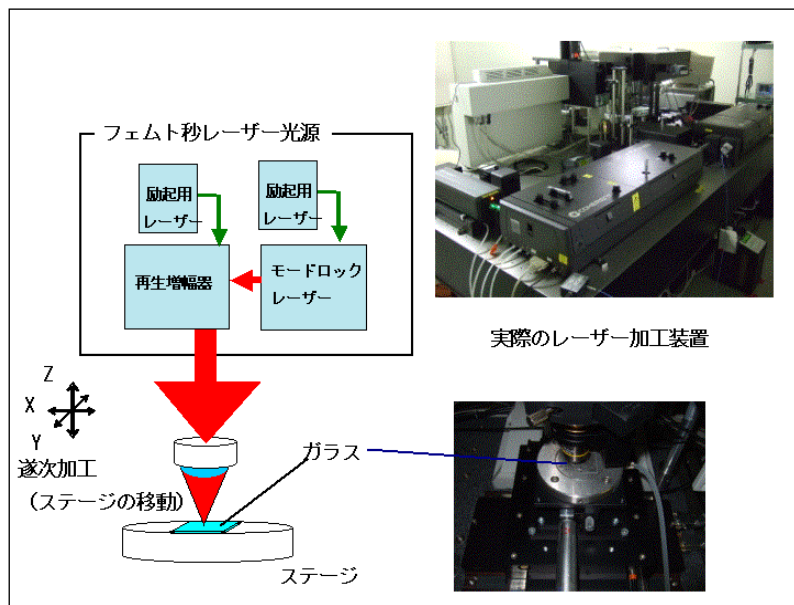 フェムト秒レーザー光源
励起用
レーザー
励起用
レーザー
再生増幅器
モードロック
レーザー
実際のレーザー加工装置
Z
X
Y
遂次加工
(ステージの移動)
ガラス
ステージ